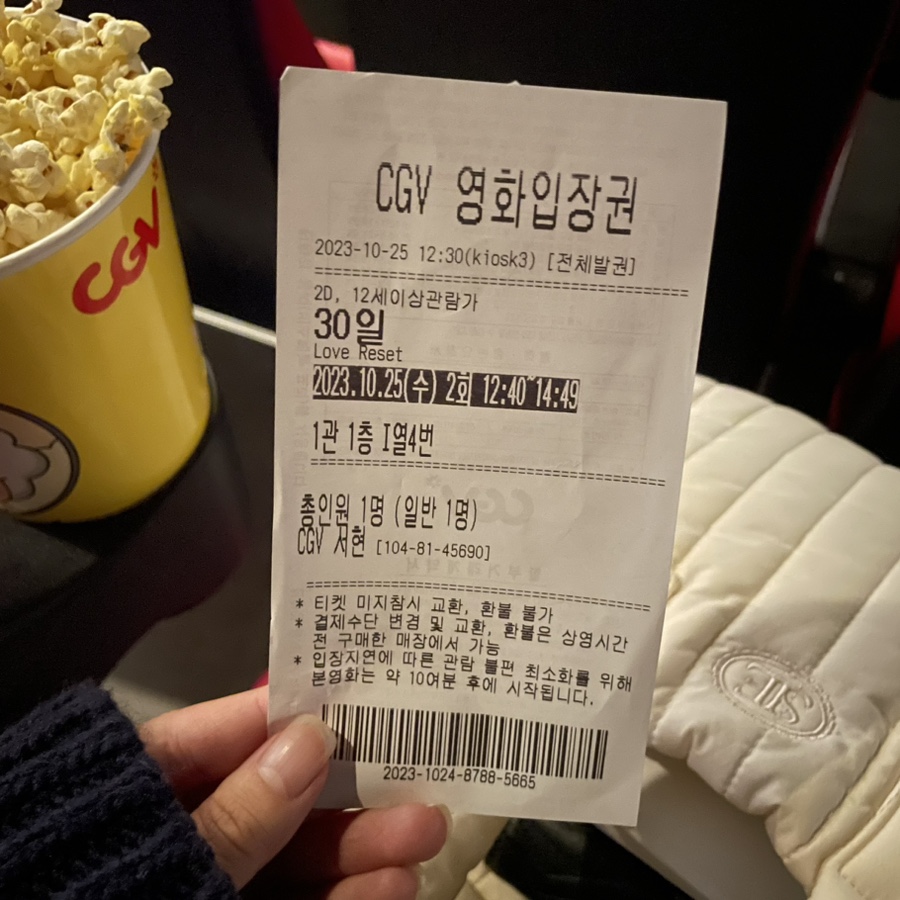 CGV
CGV 영화입장권
2023-10-25 12:30(kiosk3) [전체발권]
2D, 12세이상관람가
30일
Love Reset
2023.10.25(수) 2회 12:40~14:49
1관 1층 I열4번
총인원 1명 (일반 1명)
CGV 서현 [104-81-45690]
* 티켓 미지참시 교환, 환불 불가
* 결제수단 변경 및 교환, 환불은 상영시간
전 구매한 매장에서 가능
* 입장지연에 따른 관람 불편 최소화를 위해
본영화는 약 10여분 후에 시작됩니다.
2023-1024-8788-5665